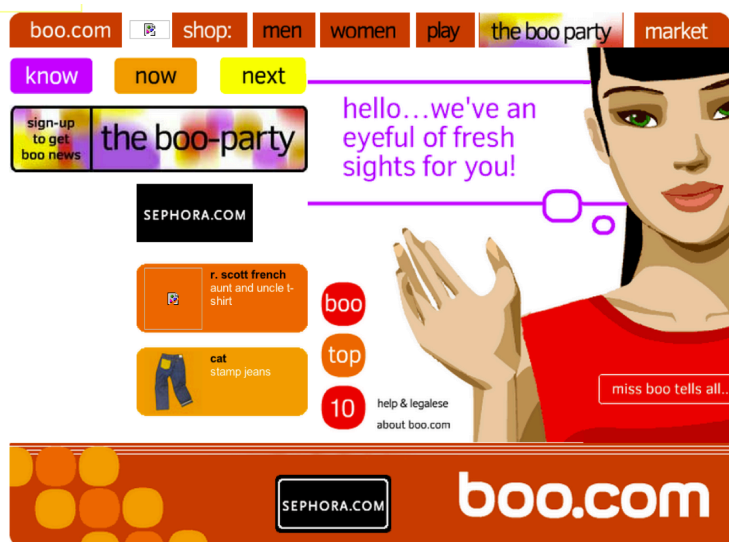 boo.com shop: men women play the boo party market
know now next
sign-up
to get
boo news
the boo-party
hello...we've an
eyeful of fresh
sights for you!
SEPHORA.COM
r. scott french
aunt and uncle t-
shirt
boo
cat
stamp jeans
top
10
miss boo tells all..
help & legalese
about boo.com
SEPHORA.COM
boo.com